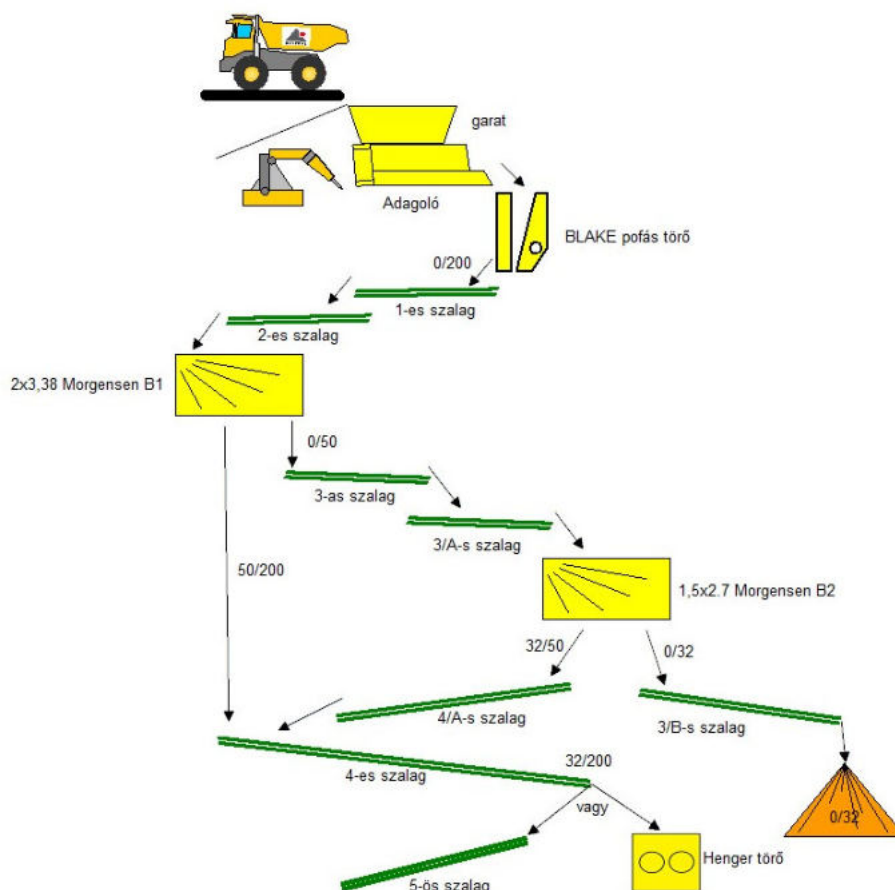 garat
Adagoló
BLAKE pofás törő
0/200
1-es szalag
2-es szalag
2x3,38 Morgensen B1
0/50
3-as szalag
3/A-s szalag
50/200
1,5x2.7 Morgensen B2
32/50
0/32
4/A-s szalag
3/B-s szalag
32/200
4-es szalag
vagy
0/32
Henger törő
5-ös szalag